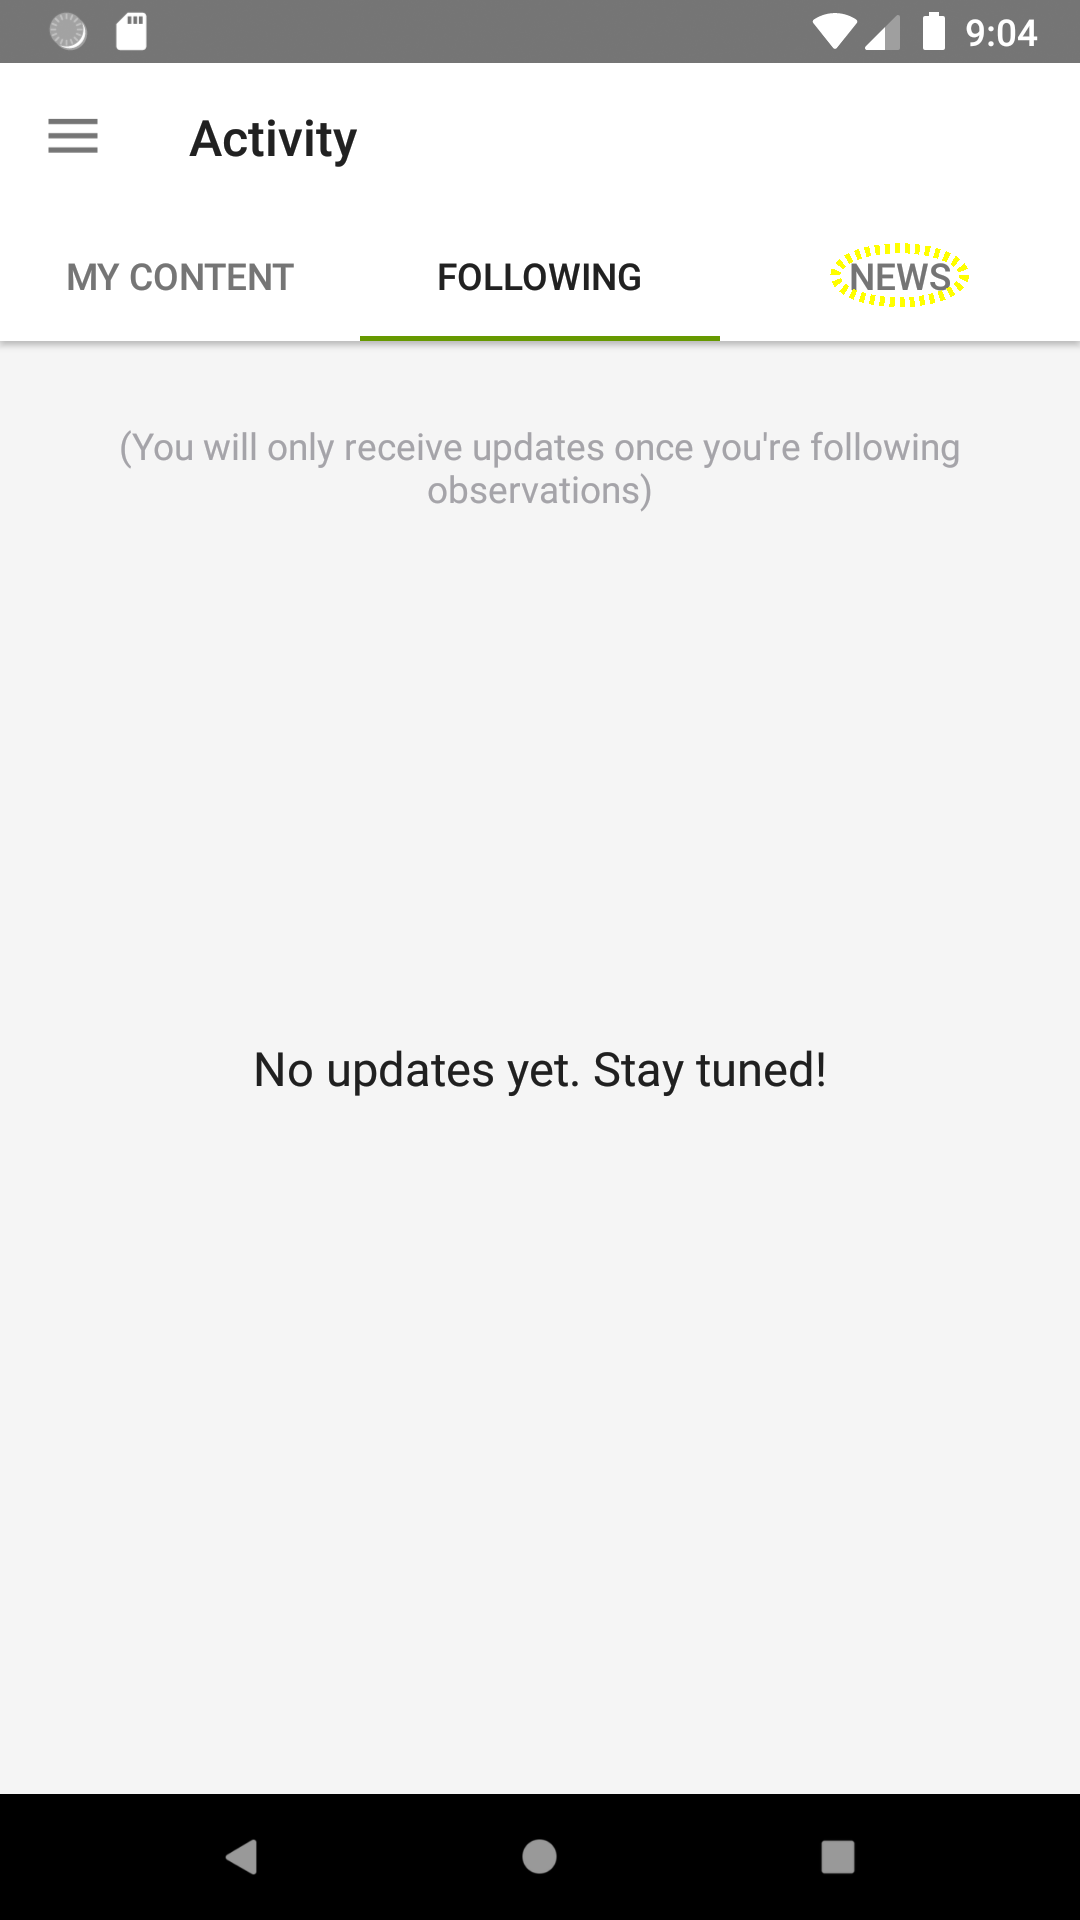 9:04
Activity
MY CONTENT
FOLLOWING
NEWS
(You will only receive updates once you're following
observations)
No updates yet. Stay tuned!